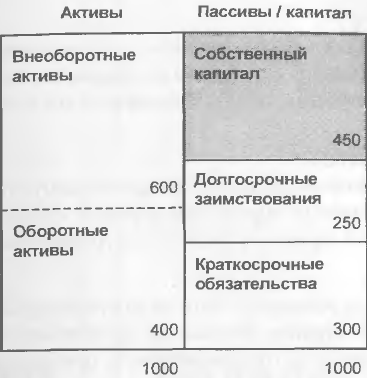 Активы
Пассивы / капитал
Внеоборотные
активы
600
Оборотные
активы
400
1000
Собственный
капитал
450
Долгосрочные
заимствования
250
Краткосрочные
обязательства
300
1000